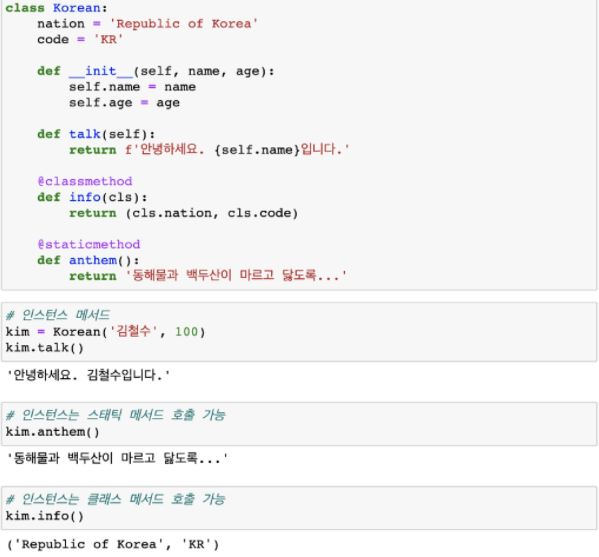 class Korean:
    nation = 'Republic of Korea'
    code = 'KR'

    def __init__(self, name, age):
        self.name = name
        self.age = age

    def talk(self):
        return f'안녕하세요. {self.name}입니다.'

    @classmethod
    def info(cls):
        return (cls.nation, cls.code)

    @staticmethod
    def anthem():
        return '동해물과 백두산이 마르고 닳도록...'

# 인스턴스 메서드
kim = Korean('김철수', 100)
kim.talk()

'안녕하세요. 김철수입니다.'

# 인스턴스는 스태틱 메서드 호출 가능
kim.anthem()

'동해물과 백두산이 마르고 닳도록...'

# 인스턴스는 클래스 메서드 호출 가능
kim.info()

('Republic of Korea', 'KR')